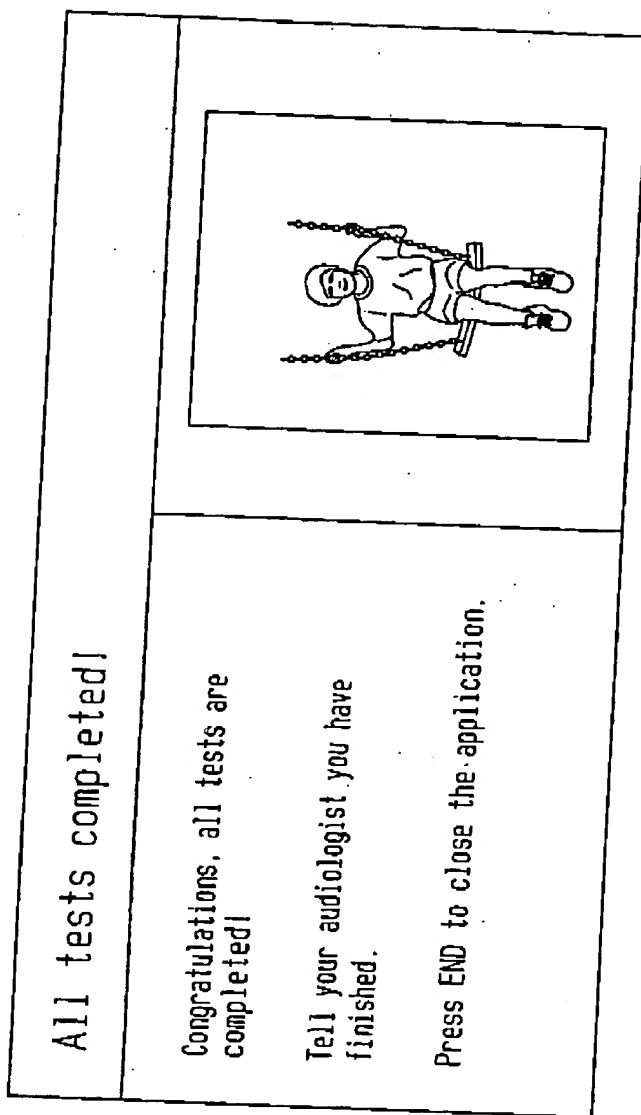 All tests completed!
Congratulations, all tests are
completed!
Tell your audiologist you have
finished.
Press END to close the application.